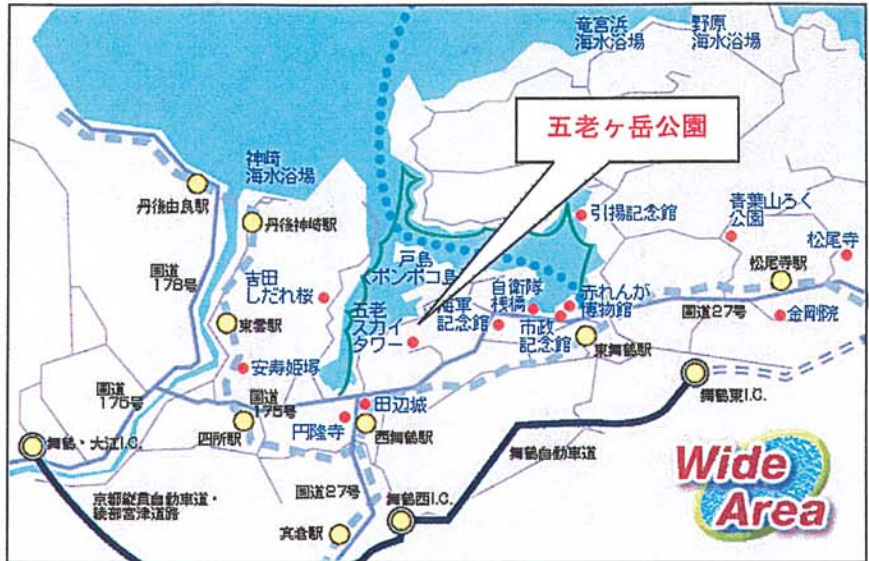 竜宮浜
海水浴場
野原
海水浴場
五老ヶ岳公園
神崎
海水浴場
丹後由良駅
丹後神崎駅
引揚記念館
青葉山ろく
公園
松尾寺
松尾寺駅
国道
178号
吉田
しだれ桜
戸島
ポンポコ島
五老
スカイ
タワー
海軍
記念館
自衛隊
桟橋
赤れんが
博物館
市政
記念館
国道27号
金剛院
東雲駅
東舞鶴駅
安寿姫塚
国道
175号
国道
175号
田辺城
舞鶴東I.C.
四所駅
円隆寺
西舞鶴駅
舞鶴・大江I.C.
舞鶴自動車道
京都縦貫自動車道・
綾部宮津道路
国道27号
舞鶴西I.C.
真倉駅
Wide
Area